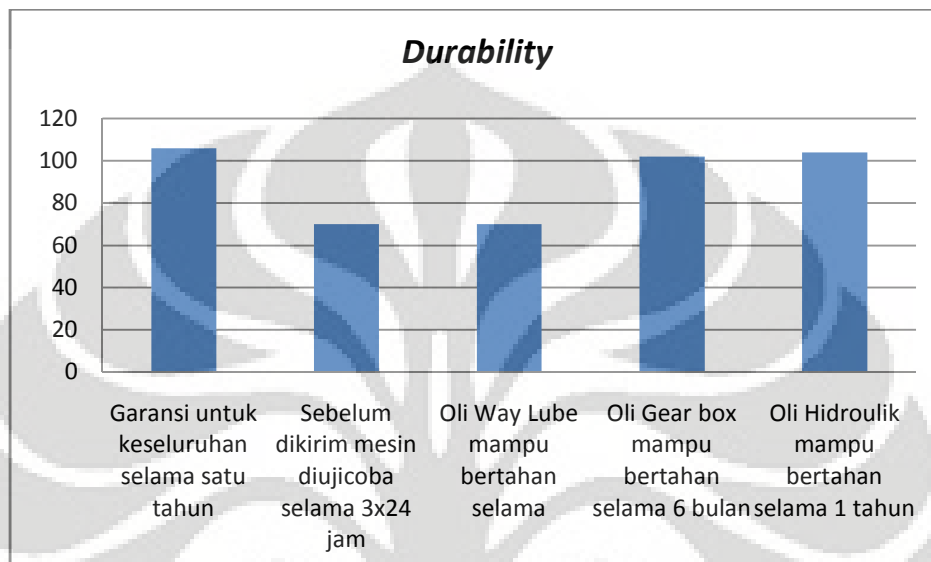 Durability
120
100
80
60
40
20
0
Garansi untuk
keseluruhan
selama satu
tahun
Sebelum
dikirim mesin
diujicoba
selama 3x24
jam
Oli Way Lube
mampu
bertahan
selama
Oli Gear box
mampu
bertahan
selama 6 bulan
Oli Hidroulik
mampu
bertahan
selama 1 tahun